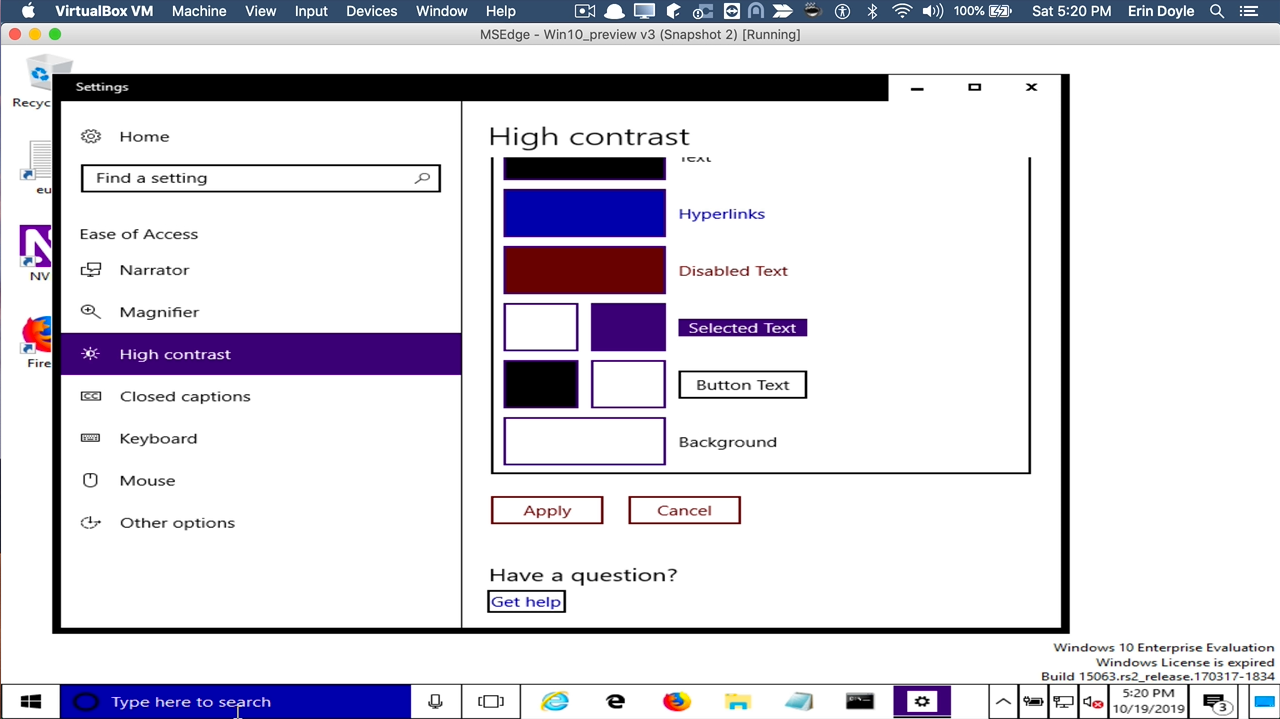 VirtualBox VM Machine View Input Devices Window Help 100% Sat 5:20 PM Erin Doyle
MSEdge - Win10_preview v3 (Snapshot 2) [Running]
Settings
Home
Find a setting
Ease of Access
Narrator
Magnifier
High contrast
Closed captions
Keyboard
Mouse
Other options
High contrast
Text
Hyperlinks
Disabled Text
Selected Text
Button Text
Background
Apply Cancel
Have a question?
Get help
Recyc
eu
NV
Fire
Windows 10 Enterprise Evaluation
Windows License is expired
Build 15063.rs2_release.170317-1834
Type here to search
5:20 PM
10/19/2019
3